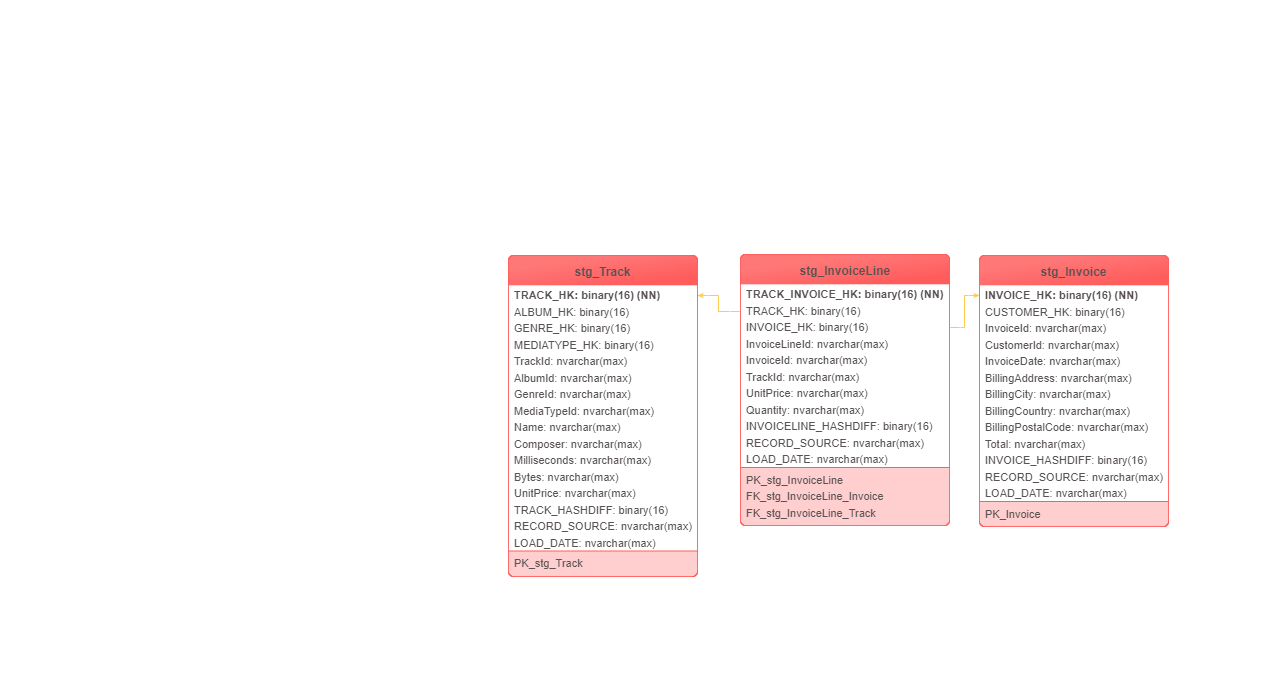 stg_Track
TRACK_HK: binary(16) (NN)
ALBUM_HK: binary(16)
GENRE_HK: binary(16)
MEDIATYPE_HK: binary(16)
TrackId: nvarchar(max)
AlbumId: nvarchar(max)
GenreId: nvarchar(max)
MediaTypeId: nvarchar(max)
Name: nvarchar(max)
Composer: nvarchar(max)
Milliseconds: nvarchar(max)
Bytes: nvarchar(max)
UnitPrice: nvarchar(max)
TRACK_HASHDIFF: binary(16)
RECORD_SOURCE: nvarchar(max)
LOAD_DATE: nvarchar(max)
PK_stg_Track
stg_InvoiceLine
TRACK_INVOICE_HK: binary(16) (NN)
TRACK_HK: binary(16)
INVOICE_HK: binary(16)
InvoiceLineId: nvarchar(max)
InvoiceId: nvarchar(max)
TrackId: nvarchar(max)
UnitPrice: nvarchar(max)
Quantity: nvarchar(max)
INVOICELINE_HASHDIFF: binary(16)
RECORD_SOURCE: nvarchar(max)
LOAD_DATE: nvarchar(max)
PK_stg_InvoiceLine
FK_stg_InvoiceLine_Invoice
FK_stg_InvoiceLine_Track
stg_Invoice
INVOICE_HK: binary(16) (NN)
CUSTOMER_HK: binary(16)
InvoiceId: nvarchar(max)
CustomerId: nvarchar(max)
InvoiceDate: nvarchar(max)
BillingAddress: nvarchar(max)
BillingCity: nvarchar(max)
BillingCountry: nvarchar(max)
BillingPostalCode: nvarchar(max)
Total: nvarchar(max)
INVOICE_HASHDIFF: binary(16)
RECORD_SOURCE: nvarchar(max)
LOAD_DATE: nvarchar(max)
PK_Invoice